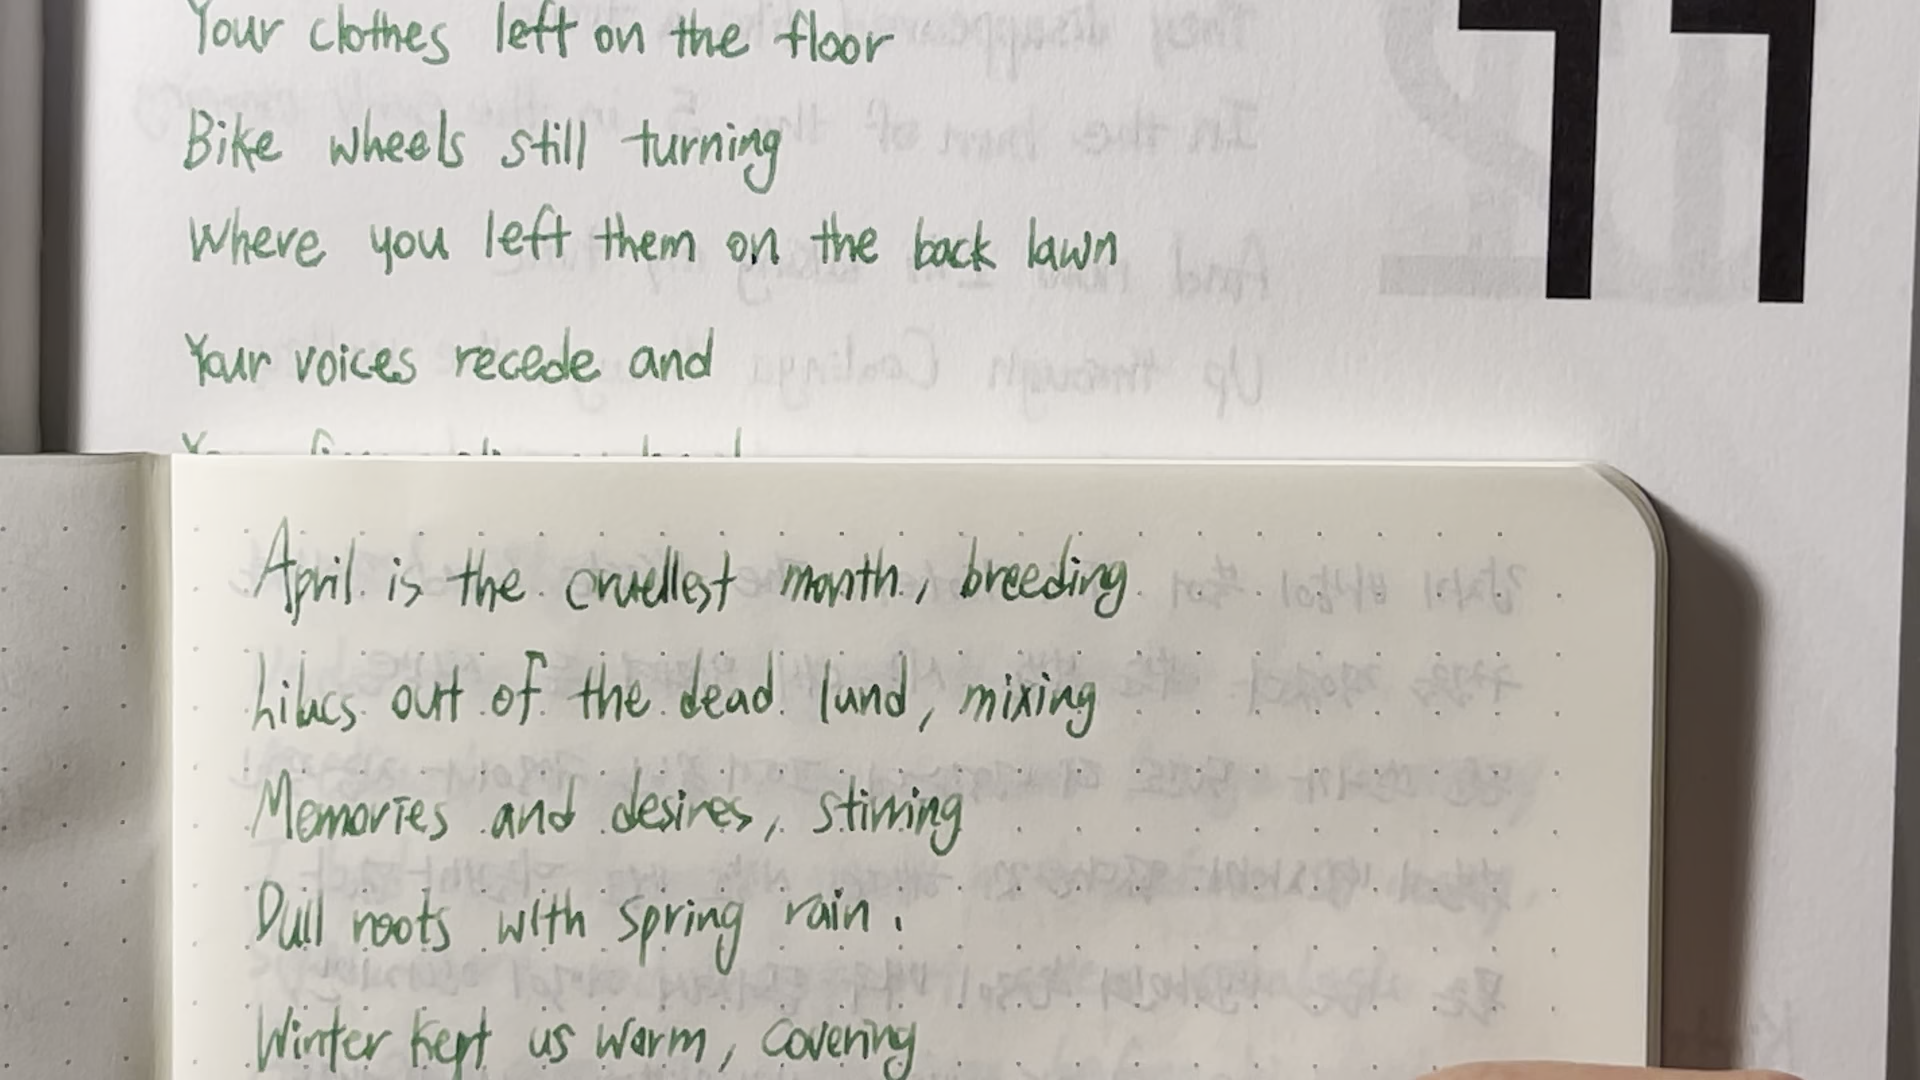 Your clothes left on the floor
Bike wheels still turning
Where you left them on the back lawn
Your voices recede and
April is the cruellest month, breeding
Lilacs out of the dead land, mixing
Memories and desires, stirring
Dull roots with spring rain.
Winter kept us warm, covering